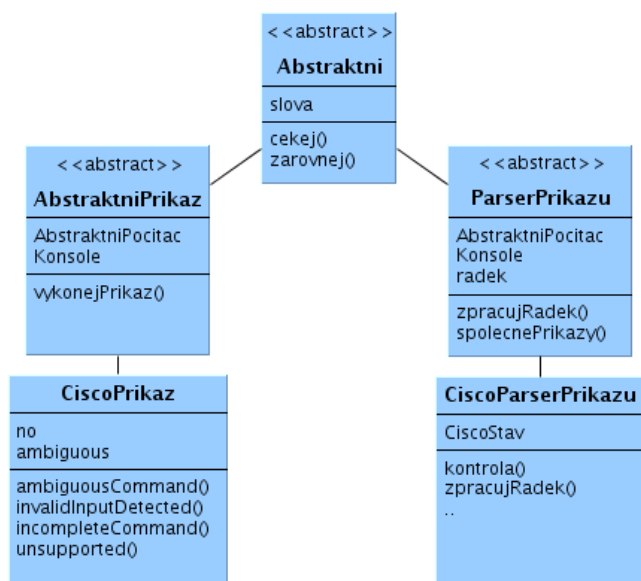 <<abstract>>
Abstraktni
slova
cekej()
zarovnej()
<<abstract>>
AbstraktniPrikaz
AbstraktniPocitac
Konsole
vykonejPrikaz()
<<abstract>>
ParserPrikazu
AbstraktniPocitac
Konsole
radek
zpracujRadek()
spolecnePrikazy()
CiscoPrikaz
no
ambiguous
ambiguousCommand()
invalidInputDetected()
incompleteCommand()
unsupported()
CiscoParserPrikazu
CiscoStav
kontrola()
zpracujRadek()
..